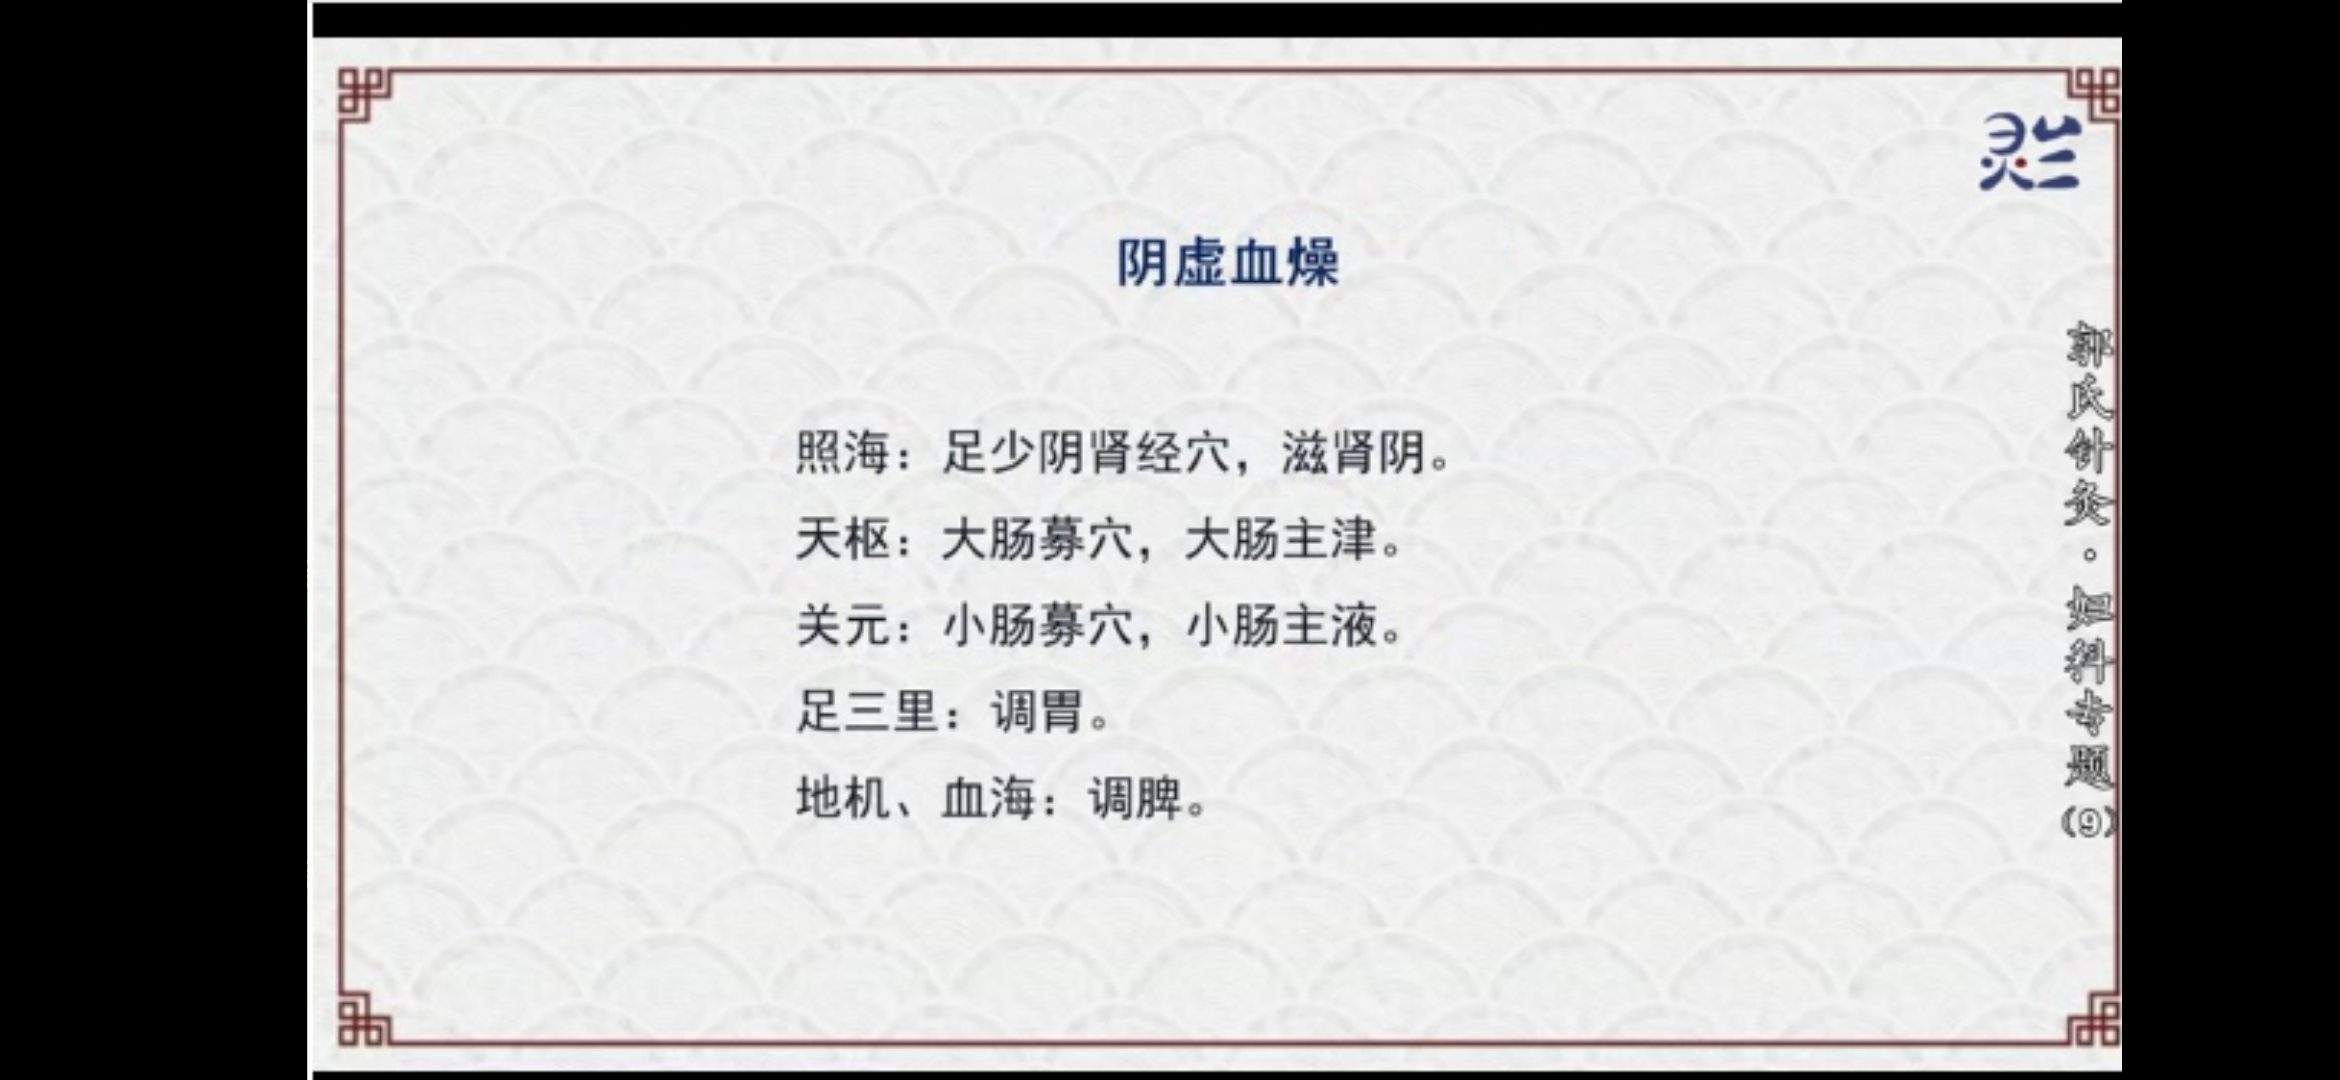 灵兰
阴虚血燥
照海：足少阴肾经穴，滋肾阴。
天枢：大肠募穴，大肠主津。
关元：小肠募穴，小肠主液。
足三里：调胃。
地机、血海：调脾。
郭氏针灸·妇科专题(9)